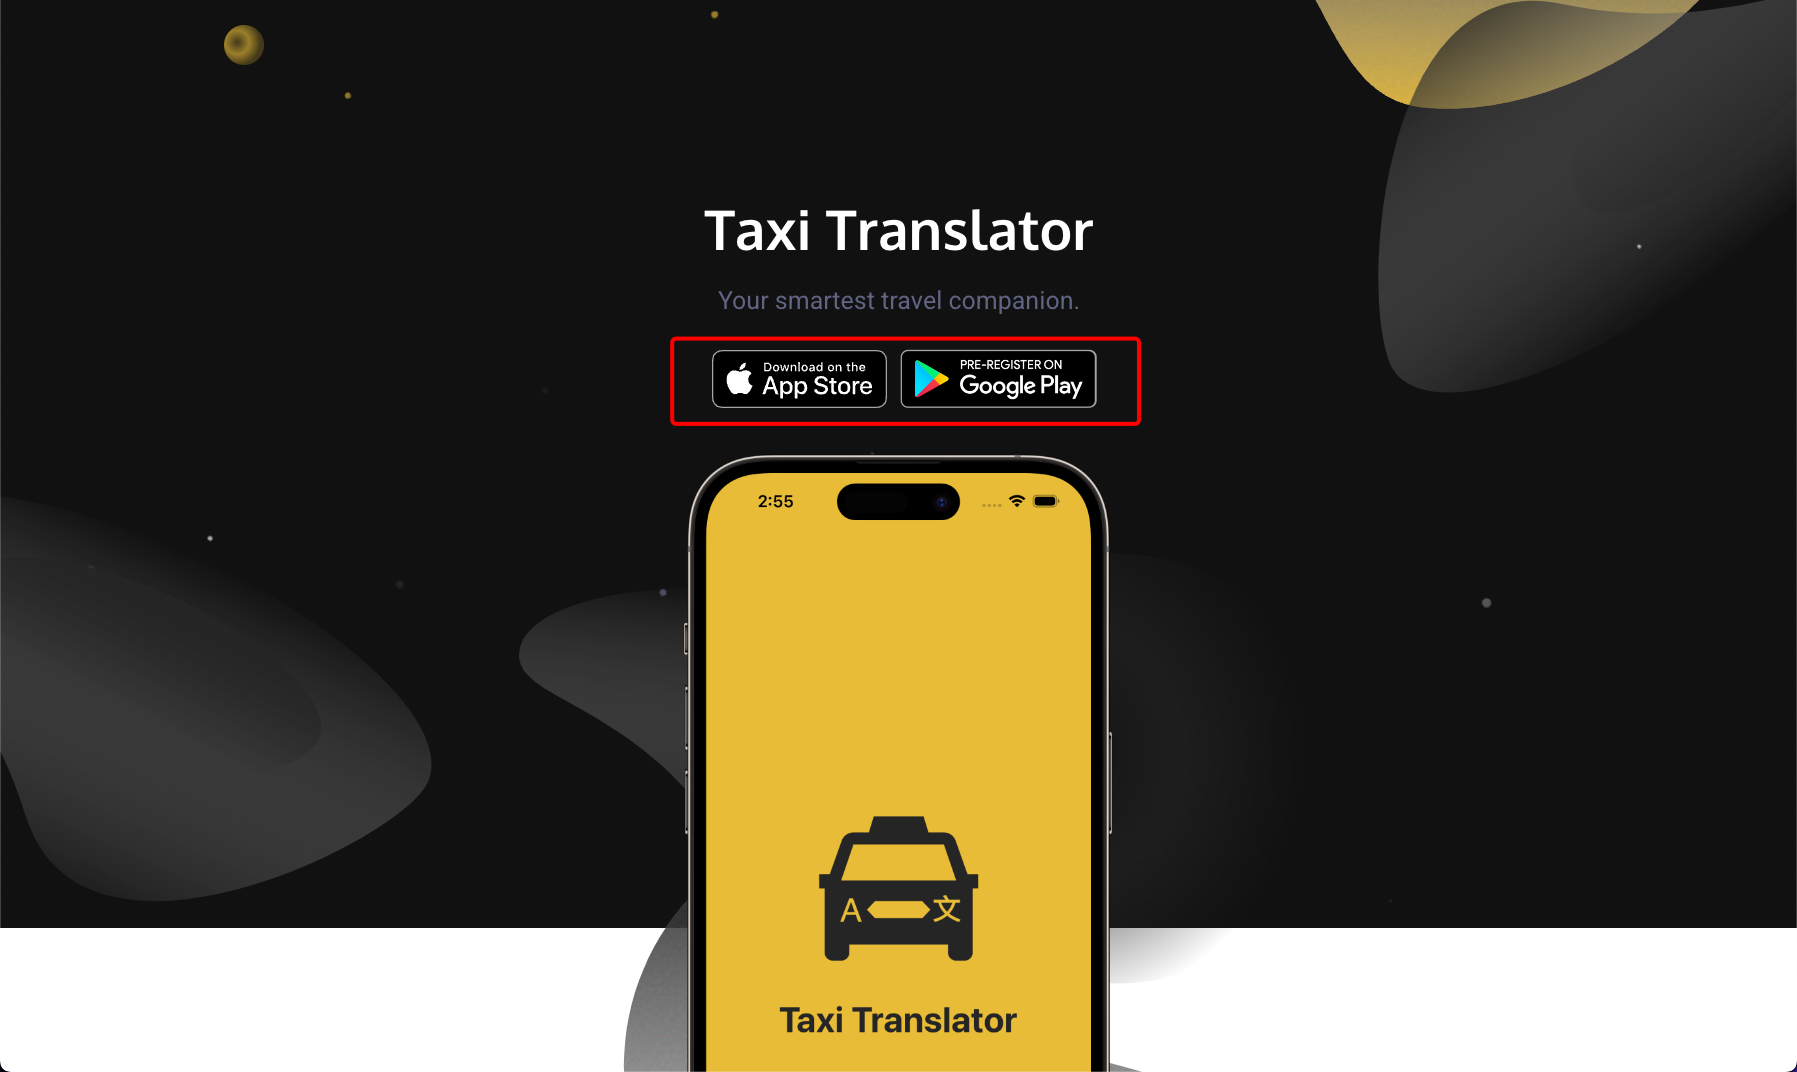 Taxi Translator
Your smartest travel companion.
Download on the
App Store
PRE-REGISTER ON
Google Play
2:55
A 文
Taxi Translator